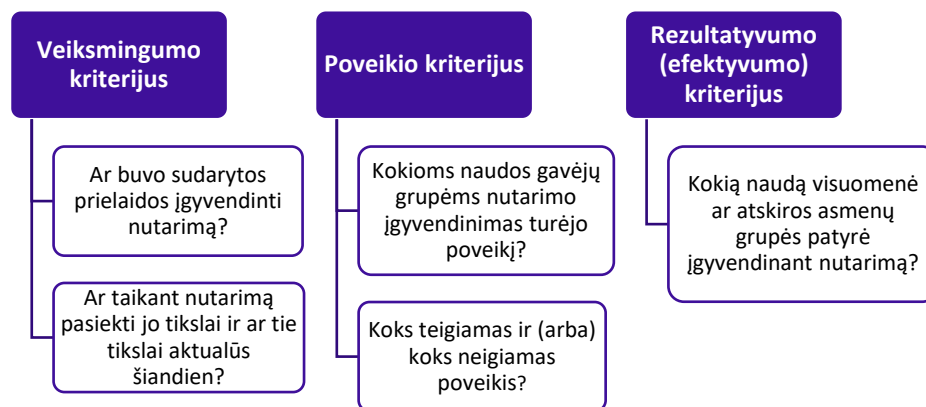 Veiksmingumo
kriterijus
Ar buvo sudarytos
prielaidos įgyvendinti
nutarimą?
Ar taikant nutarimą
pasiekti jo tikslai ir ar tie
tikslai aktualūs
šiandien?
Poveikio kriterijus
Kokioms naudos gavėjų
grupėms nutarimo
įgyvendinimas turėjo
poveikį?
Koks teigiamas ir (arba)
koks neigiamas
poveikis?
Rezultatyvumo
(efektyvumo)
kriterijus
Kokią naudą visuomenė
ar atskiros asmenų
grupės patyrė
įgyvendinant nutarimą?